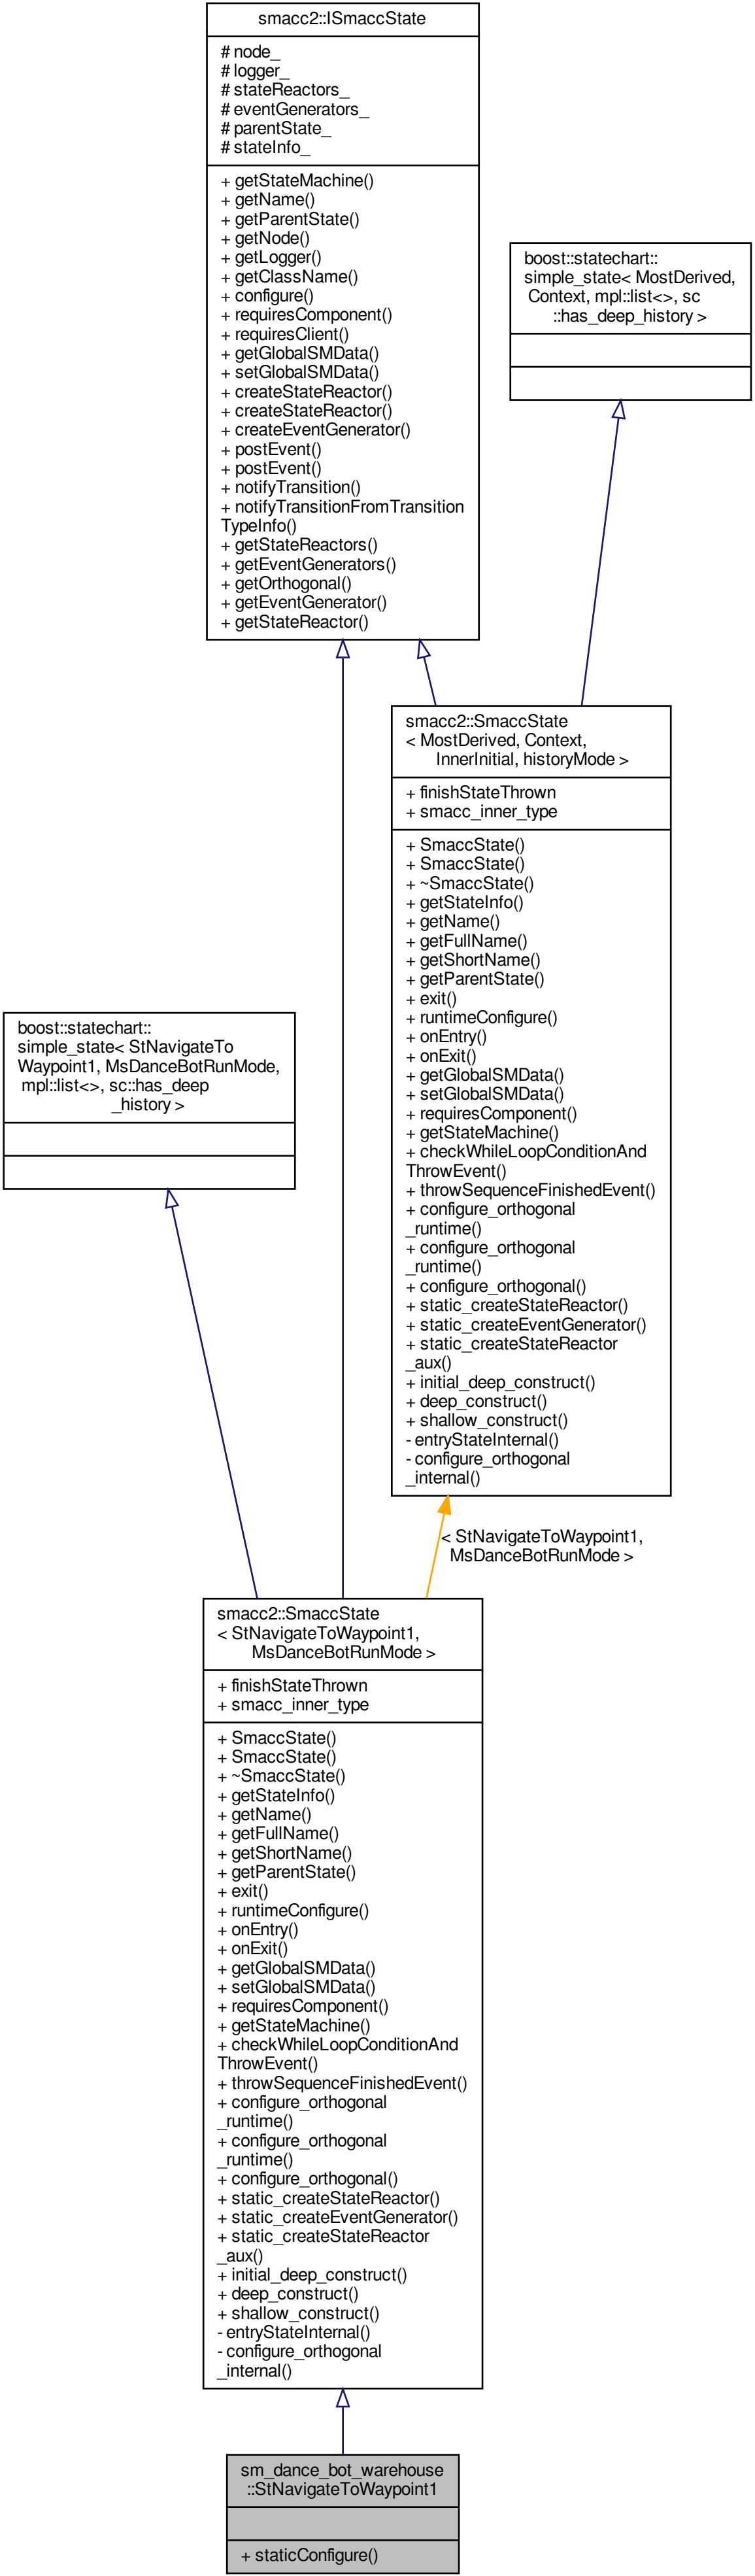 smacc2::ISmaccState
# node_
# logger_
# stateReactors_
# eventGenerators_
# parentState_
# stateInfo_
+ getStateMachine()
+ getName()
+ getParentState()
+ getNode()
+ getLogger()
+ getClassName()
+ configure()
+ requiresComponent()
+ requiresClient()
+ getGlobalSMData()
+ setGlobalSMData()
+ createStateReactor()
+ createStateReactor()
+ createEventGenerator()
+ postEvent()
+ postEvent()
+ notifyTransition()
+ notifyTransitionFromTransition
TypeInfo()
+ getStateReactors()
+ getEventGenerators()
+ getOrthogonal()
+ getEventGenerator()
+ getStateReactor()
boost::statechart::
simple_state< MostDerived,
Context, mpl::list<>, sc
::has_deep_history >
smacc2::SmaccState
< MostDerived, Context,
InnerInitial, historyMode >
+ finishStateThrown
+ smacc_inner_type
+ SmaccState()
+ SmaccState()
+ ~SmaccState()
+ getStateInfo()
+ getName()
+ getFullName()
+ getShortName()
+ getParentState()
+ exit()
+ runtimeConfigure()
+ onEntry()
+ onExit()
+ getGlobalSMData()
+ setGlobalSMData()
+ requiresComponent()
+ getStateMachine()
+ checkWhileLoopConditionAnd
ThrowEvent()
+ throwSequenceFinishedEvent()
+ configure_orthogonal
_runtime()
+ configure_orthogonal
_runtime()
+ configure_orthogonal()
+ static_createStateReactor()
+ static_createEventGenerator()
+ static_createStateReactor
_aux()
+ initial_deep_construct()
+ deep_construct()
+ shallow_construct()
- entryStateInternal()
- configure_orthogonal
_internal()
boost::statechart::
simple_state< StNavigateTo
Waypoint1, MsDanceBotRunMode,
mpl::list<>, sc::has_deep
_history >
< StNavigateToWaypoint1,
MsDanceBotRunMode >
smacc2::SmaccState
< StNavigateToWaypoint1,
MsDanceBotRunMode >
+ finishStateThrown
+ smacc_inner_type
+ SmaccState()
+ SmaccState()
+ ~SmaccState()
+ getStateInfo()
+ getName()
+ getFullName()
+ getShortName()
+ getParentState()
+ exit()
+ runtimeConfigure()
+ onEntry()
+ onExit()
+ getGlobalSMData()
+ setGlobalSMData()
+ requiresComponent()
+ getStateMachine()
+ checkWhileLoopConditionAnd
ThrowEvent()
+ throwSequenceFinishedEvent()
+ configure_orthogonal
_runtime()
+ configure_orthogonal
_runtime()
+ configure_orthogonal()
+ static_createStateReactor()
+ static_createEventGenerator()
+ static_createStateReactor
_aux()
+ initial_deep_construct()
+ deep_construct()
+ shallow_construct()
- entryStateInternal()
- configure_orthogonal
_internal()
sm_dance_bot_warehouse
::StNavigateToWaypoint1
+ staticConfigure()